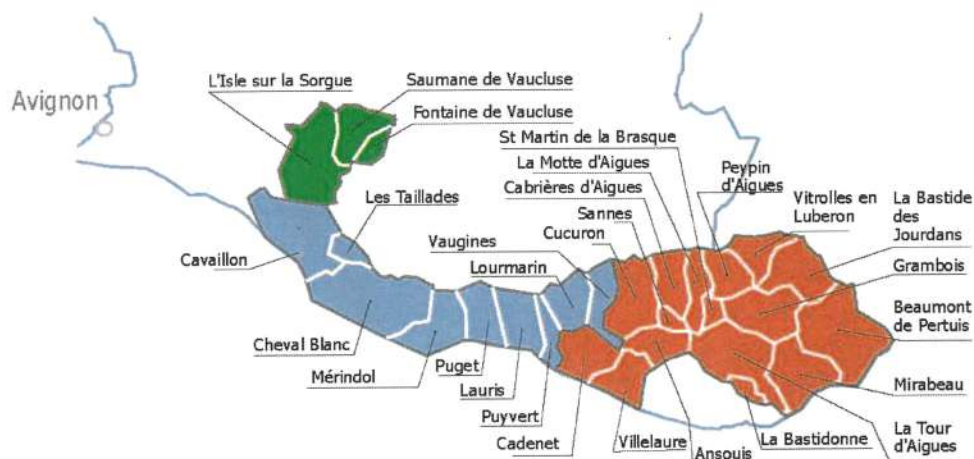 Avignon
L'Isle sur la Sorgue
Saumane de Vaucluse
Fontaine de Vaucluse
St Martin de la Brasque
La Motte d'Aigues
Cabrières d'Aigues
Sannes
Cucuron
Peypin
d'Aigues
Vitrolles en
Luberon
La Bastide
des
Jourdans
Les Taillades
Vaugines
Lourmarin
Cavaillon
Grambois
Beaumont
de Pertuis
Cheval Blanc
Mérindol
Puget
Lauris
Puyvert
Cadenet
Villelaure
Ansouis
La Bastidonne
Mirabeau
La Tour
d'Aigues